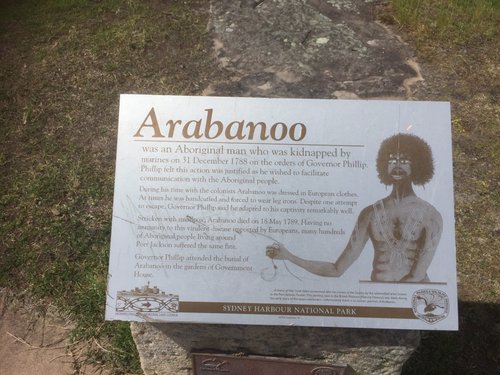 Arabanoo
was an Aboriginal man who was kidnapped by
marines on 31 December 1788 on the orders of Governor Phillip.
Phillip felt this action was justified as he wished to facilitate
communication with the Aboriginal people.
During his time with the colonists Arabanoo was dressed in European clothes.
At times he was handcuffed and forced to wear leg irons. Despite one attempt
to escape, Governor Phillip said he adapted to his captivity remarkably well.
Stricken with smallpox, Arabanoo died on 18 May 1789. Having no
immunity to this virulent disease imported by Europeans, many hundreds
of Aboriginal people living around
Port Jackson suffered the same fate.
Governor Phillip attended the burial of
Arabanoo in the gardens of Government
House.
SYDNEY HARBOUR NATIONAL PARK